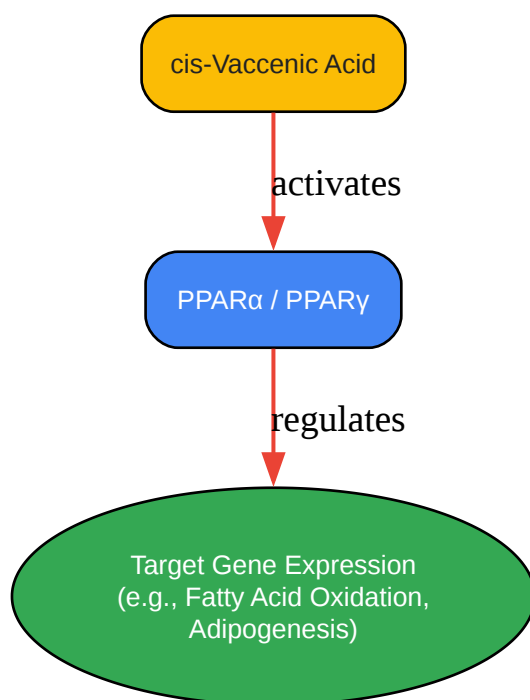 cis-Vaccenic Acid
activates
PPARα / PPARγ
regulates
Target Gene Expression
(e.g., Fatty Acid Oxidation,
Adipogenesis)